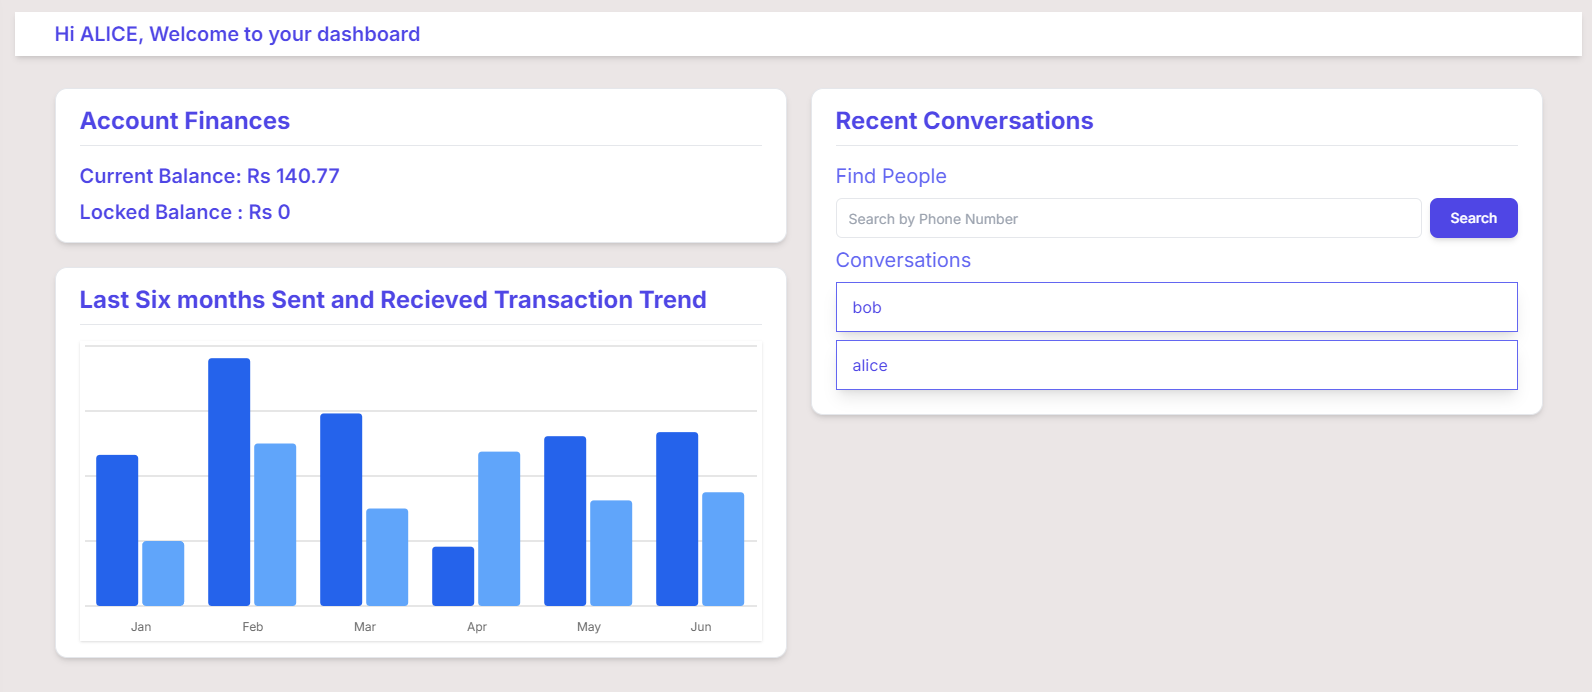 Hi ALICE, Welcome to your dashboard
Account Finances
Current Balance: Rs 140.77
Locked Balance : Rs 0
Last Six months Sent and Recieved Transaction Trend
Jan Feb Mar Apr May Jun
Recent Conversations
Find People
Search by Phone Number Search
Conversations
bob
alice